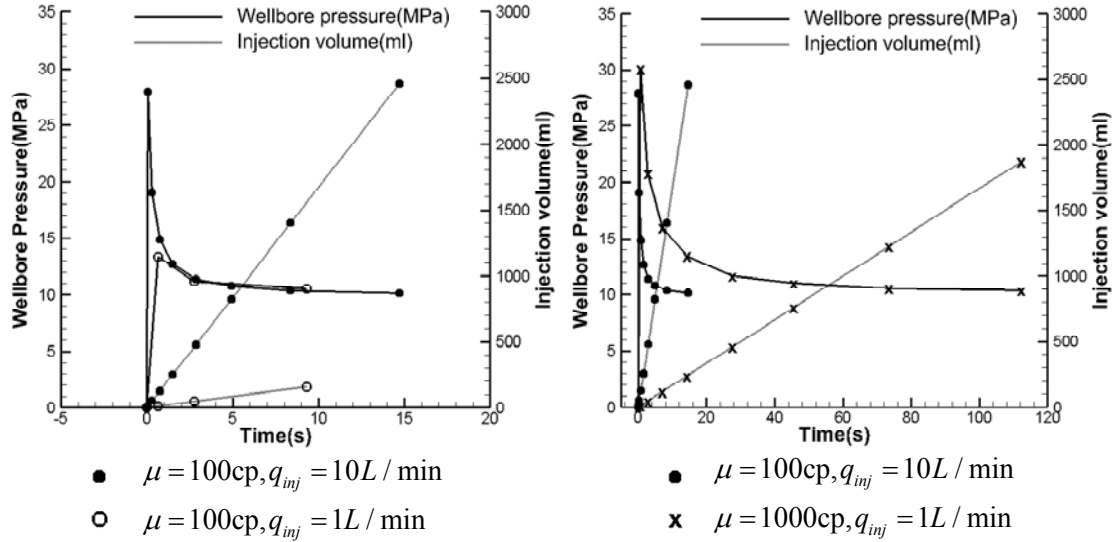 Wellbore pressure(MPa)
Injection volume(ml)
Wellbore Pressure(MPa)
35
30
25
20
15
10
5
0
-5 0 5 10 15 20
Time(s)
3000
2500
2000
1500
1000
500
0
Injection volume(ml)
μ = 100cp, q_inj = 10L / min
μ = 100cp, q_inj = 1L / min
Wellbore pressure(MPa)
Injection volume(ml)
Wellbore Pressure(MPa)
35
30
25
20
15
10
5
0
0 20 40 60 80 100 120
Time(s)
3000
2500
2000
1500
1000
500
0
Injection volume(ml)
μ = 100cp, q_inj = 10L / min
μ = 1000cp, q_inj = 1L / min